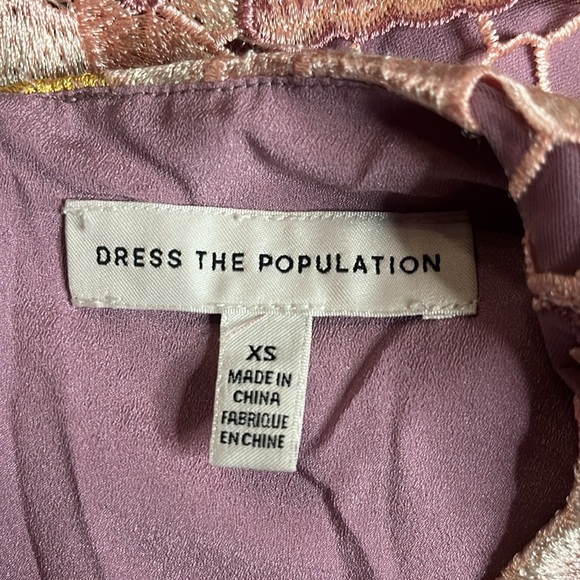 DRESS THE POPULATION
XS
MADE IN
CHINA
FABRIQUE
EN CHINE